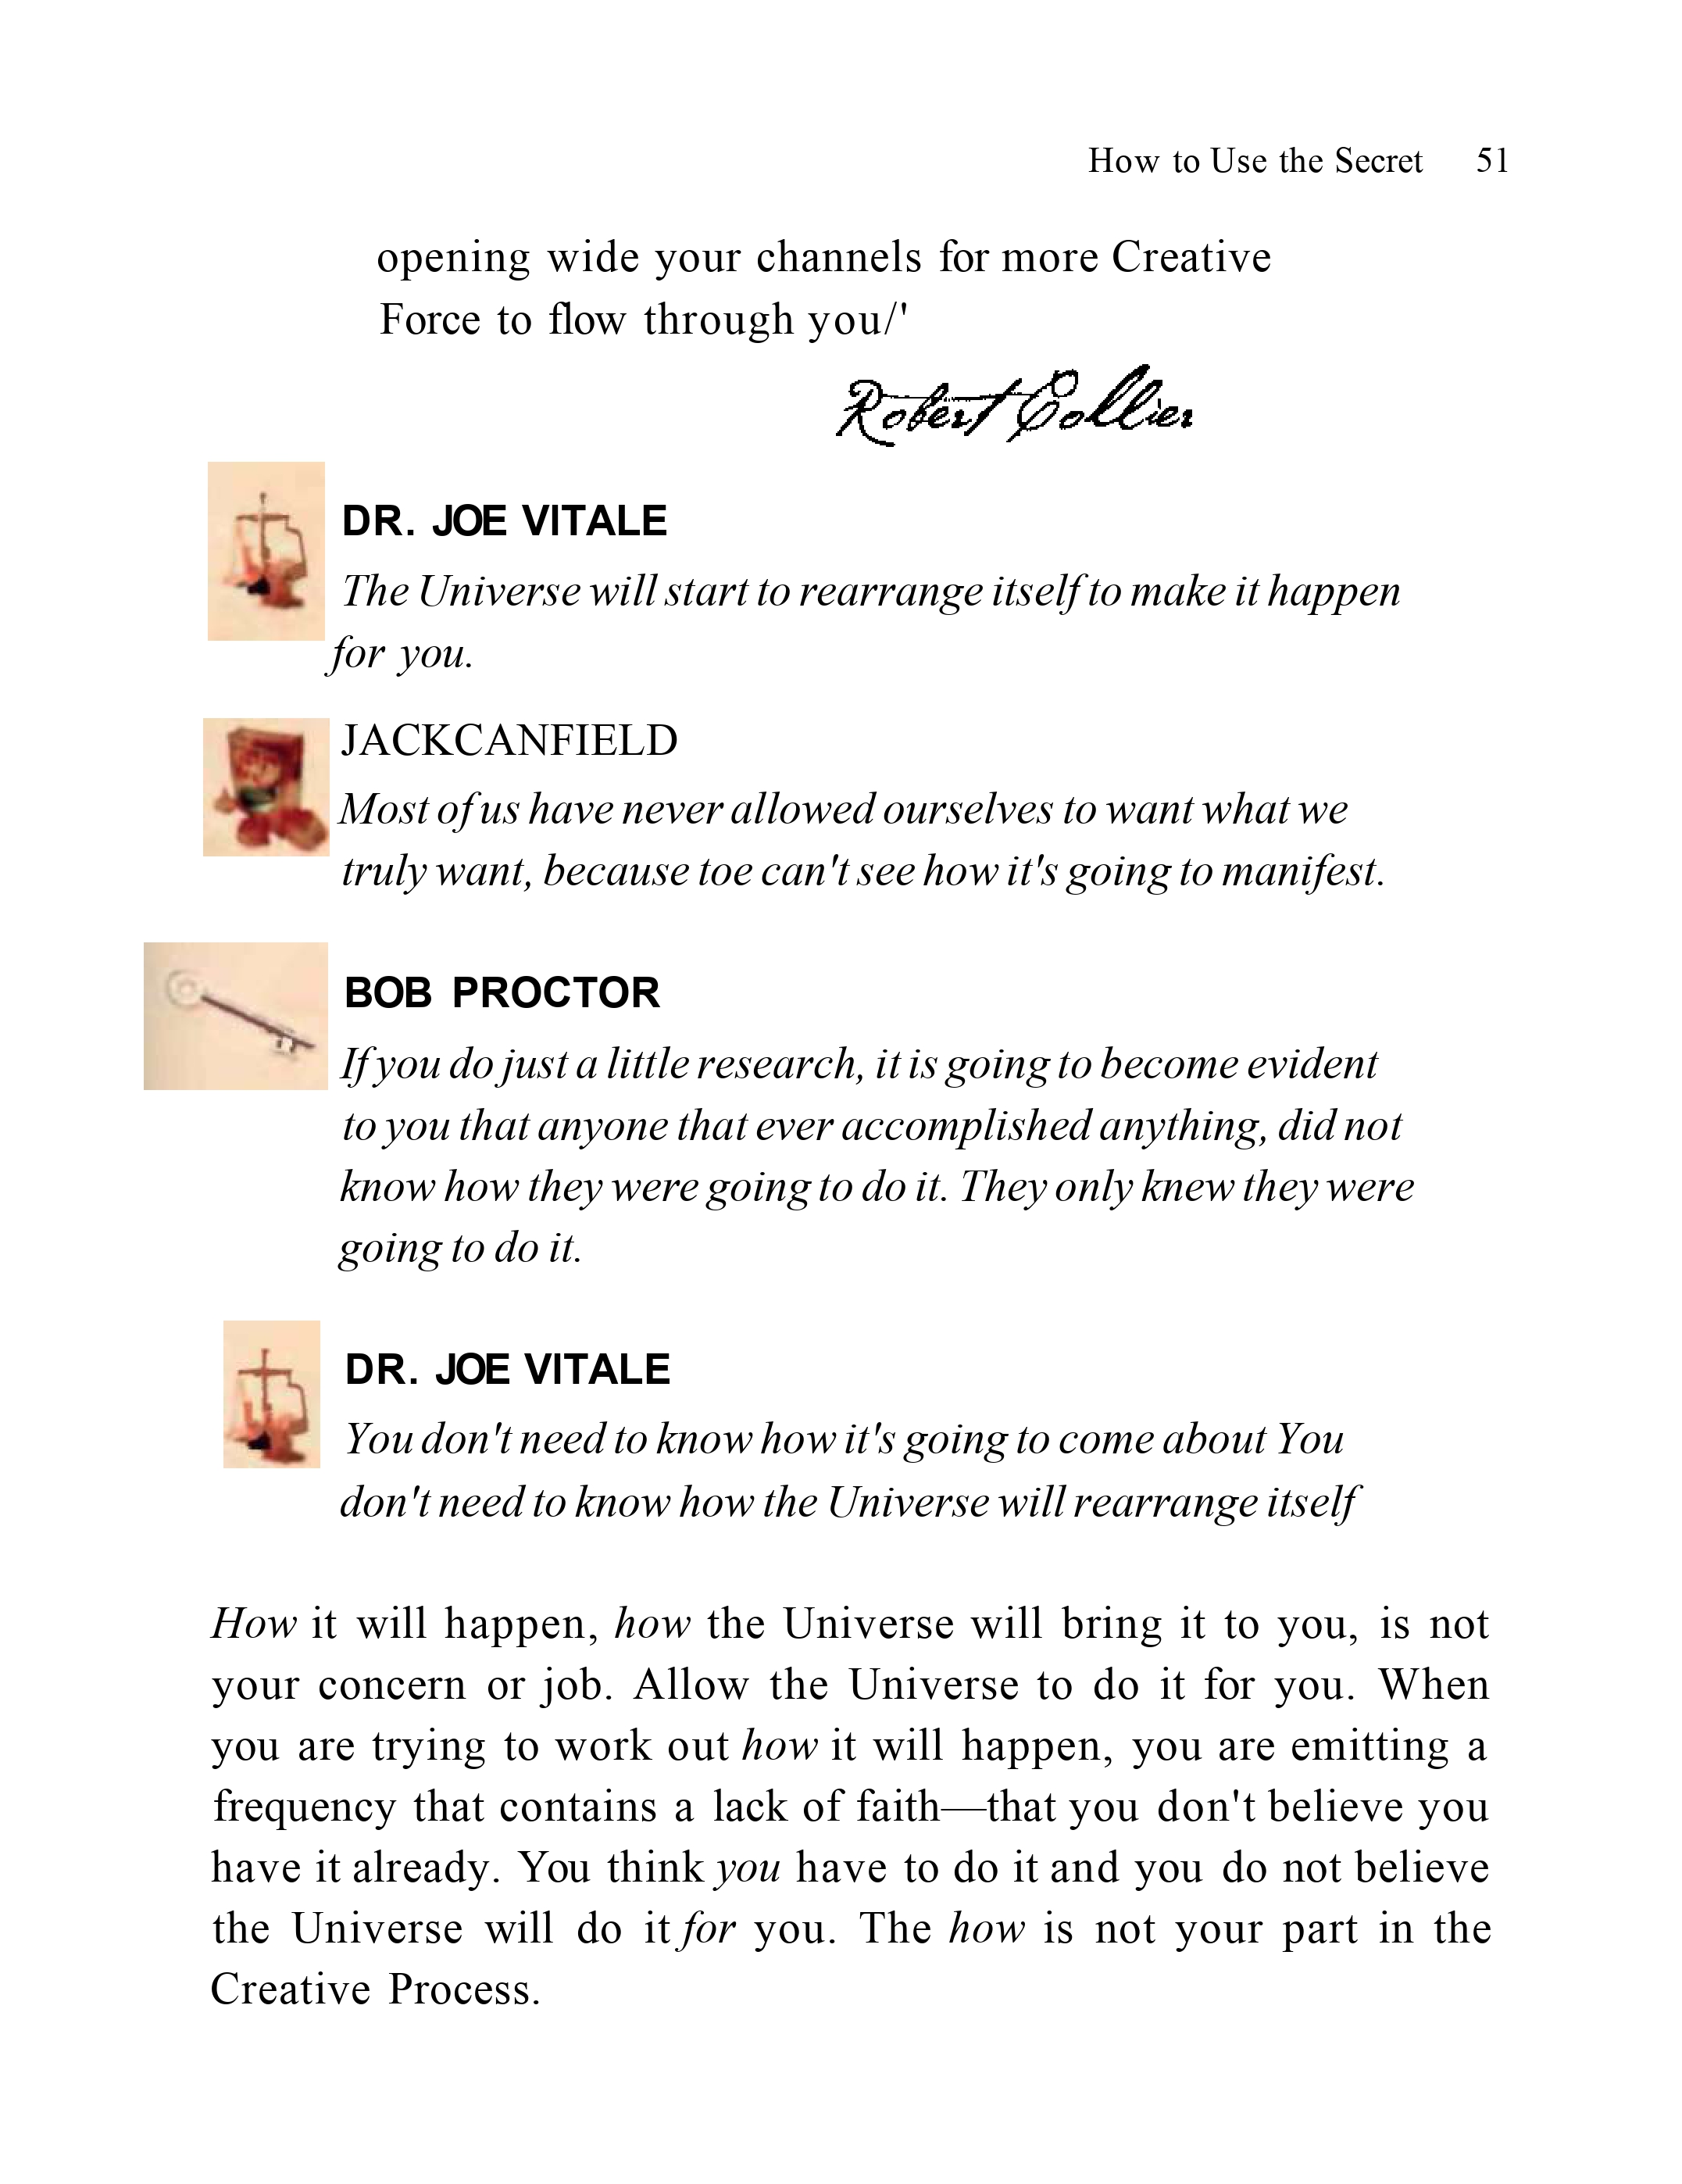 How to Use the Secret 51
opening wide your channels for more Creative
Force to flow through you/'
Robert Collier
DR. JOE VITALE
The Universe will start to rearrange itself to make it happen
for you.
JACKCANFIELD
Most of us have never allowed ourselves to want what we
truly want, because toe can't see how it's going to manifest.
BOB PROCTOR
If you do just a little research, it is going to become evident
to you that anyone that ever accomplished anything, did not
know how they were going to do it. They only knew they were
going to do it.
DR. JOE VITALE
You don't need to know how it's going to come about You
don't need to know how the Universe will rearrange itself
How it will happen, how the Universe will bring it to you, is not
your concern or job. Allow the Universe to do it for you. When
you are trying to work out how it will happen, you are emitting a
frequency that contains a lack of faith—that you don't believe you
have it already. You think you have to do it and you do not believe
the Universe will do it for you. The how is not your part in the
Creative Process.